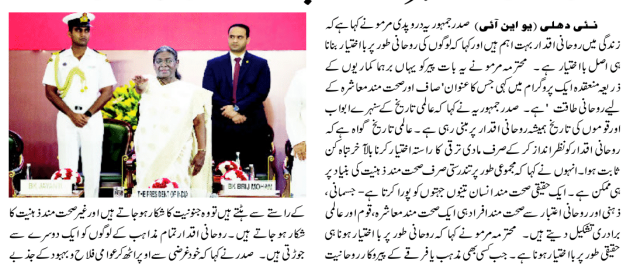 نئی دہلی (یو این آئی) صدر جمہوریہ دروپدی مرمو نے کہا ہے کہ
زندگی میں روحانی اقدار بہت اہم ہیں اور کہا کہ لوگوں کی روحانی طور پر بااختیار بنانا
ہی اصل بااختیار ہے۔ محترمہ مرمو نے یہ بات پیر کو یہاں برہما کماریوں کے
ذریعہ منعقدہ ایک پروگرام میں کہی جس کا عنوان 'صاف اور صحت مند معاشرہ کے
لیے روحانی طاقت' ہے۔ صدر جمہوریہ نے کہا کہ عالمی تاریخ کے سنہرے ابواب
اور قوموں کی تاریخ ہمیشہ روحانی اقدار پر مبنی رہی ہے۔ عالمی تاریخ گواہ ہے کہ
روحانی اقدار کو نظر انداز کر کے صرف مادی ترقی کا راستہ اختیار کرنا بالآخر تباہ کن
ثابت ہوا۔ انہوں نے کہا کہ مجموعی طور پر تندرستی صرف صحت مند ذہنیت کی بنیاد پر
ہی ممکن ہے۔ ایک حقیقی صحت مند انسان تینوں جہتوں کو پورا کرتا ہے- جسمانی،
ذہنی اور روحانی اعتبار سے صحت مند افراد ہی ایک صحت مند معاشرہ، قوم اور عالمی
برادری تشکیل دیتے ہیں۔ محترمہ مرمو نے کہا کہ روحانی طور پر بااختیار ہونا ہی
حقیقی طور پر بااختیار ہونا ہے۔ جب کسی بھی مذہب یا فرقے کے پیروکار روحانیت
THE PRESIDENT OF INDIA
BK BRIJ MOHAN
کے راستے سے ہٹتے ہیں تو وہ جنونیت کا شکار ہو جاتے ہیں اور غیر صحت مند ذہنیت کا
شکار ہو جاتے ہیں۔ روحانی اقدار تمام مذاہب کے لوگوں کو ایک دوسرے سے
جوڑتی ہیں۔ صدر نے کہا کہ خود غرضی سے اوپر اٹھ کر عوامی فلاح و بہبود کے جذبے